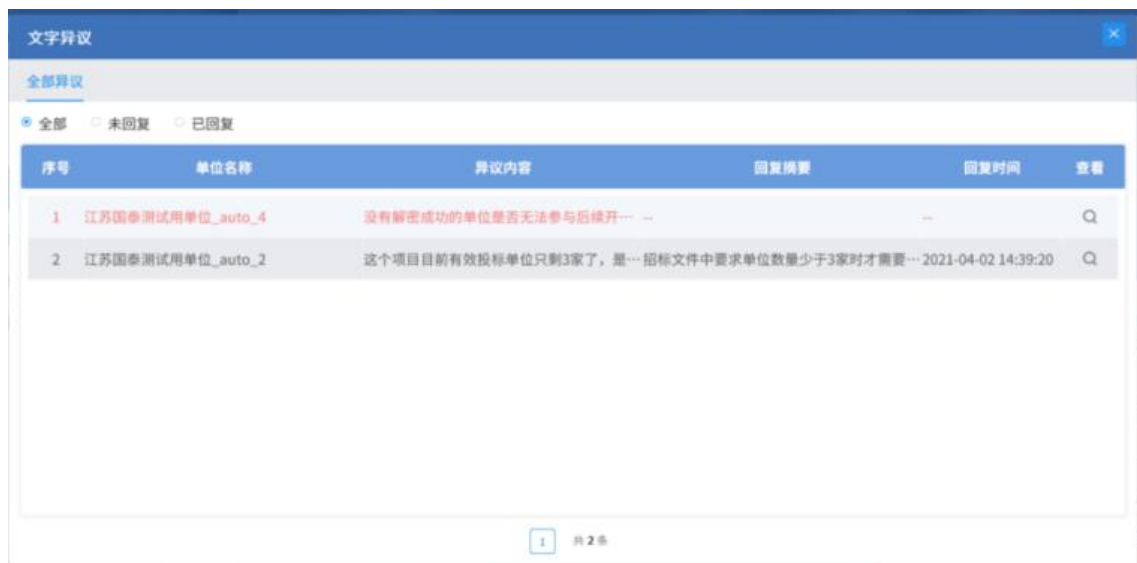 文字异议
全部异议
全部 未回复 已回复
序号 单位名称 异议内容 回复摘要 回复时间 查看
1 江苏国泰测试用单位_auto_4 没有解密成功的单位是否无法参与后续开… -- --
2 江苏国泰测试用单位_auto_2 这个项目目前有效投标单位只剩3家了，是… 招标文件中要求单位数量少于3家时才需要… 2021-04-02 14:39:20
1 共 2 条